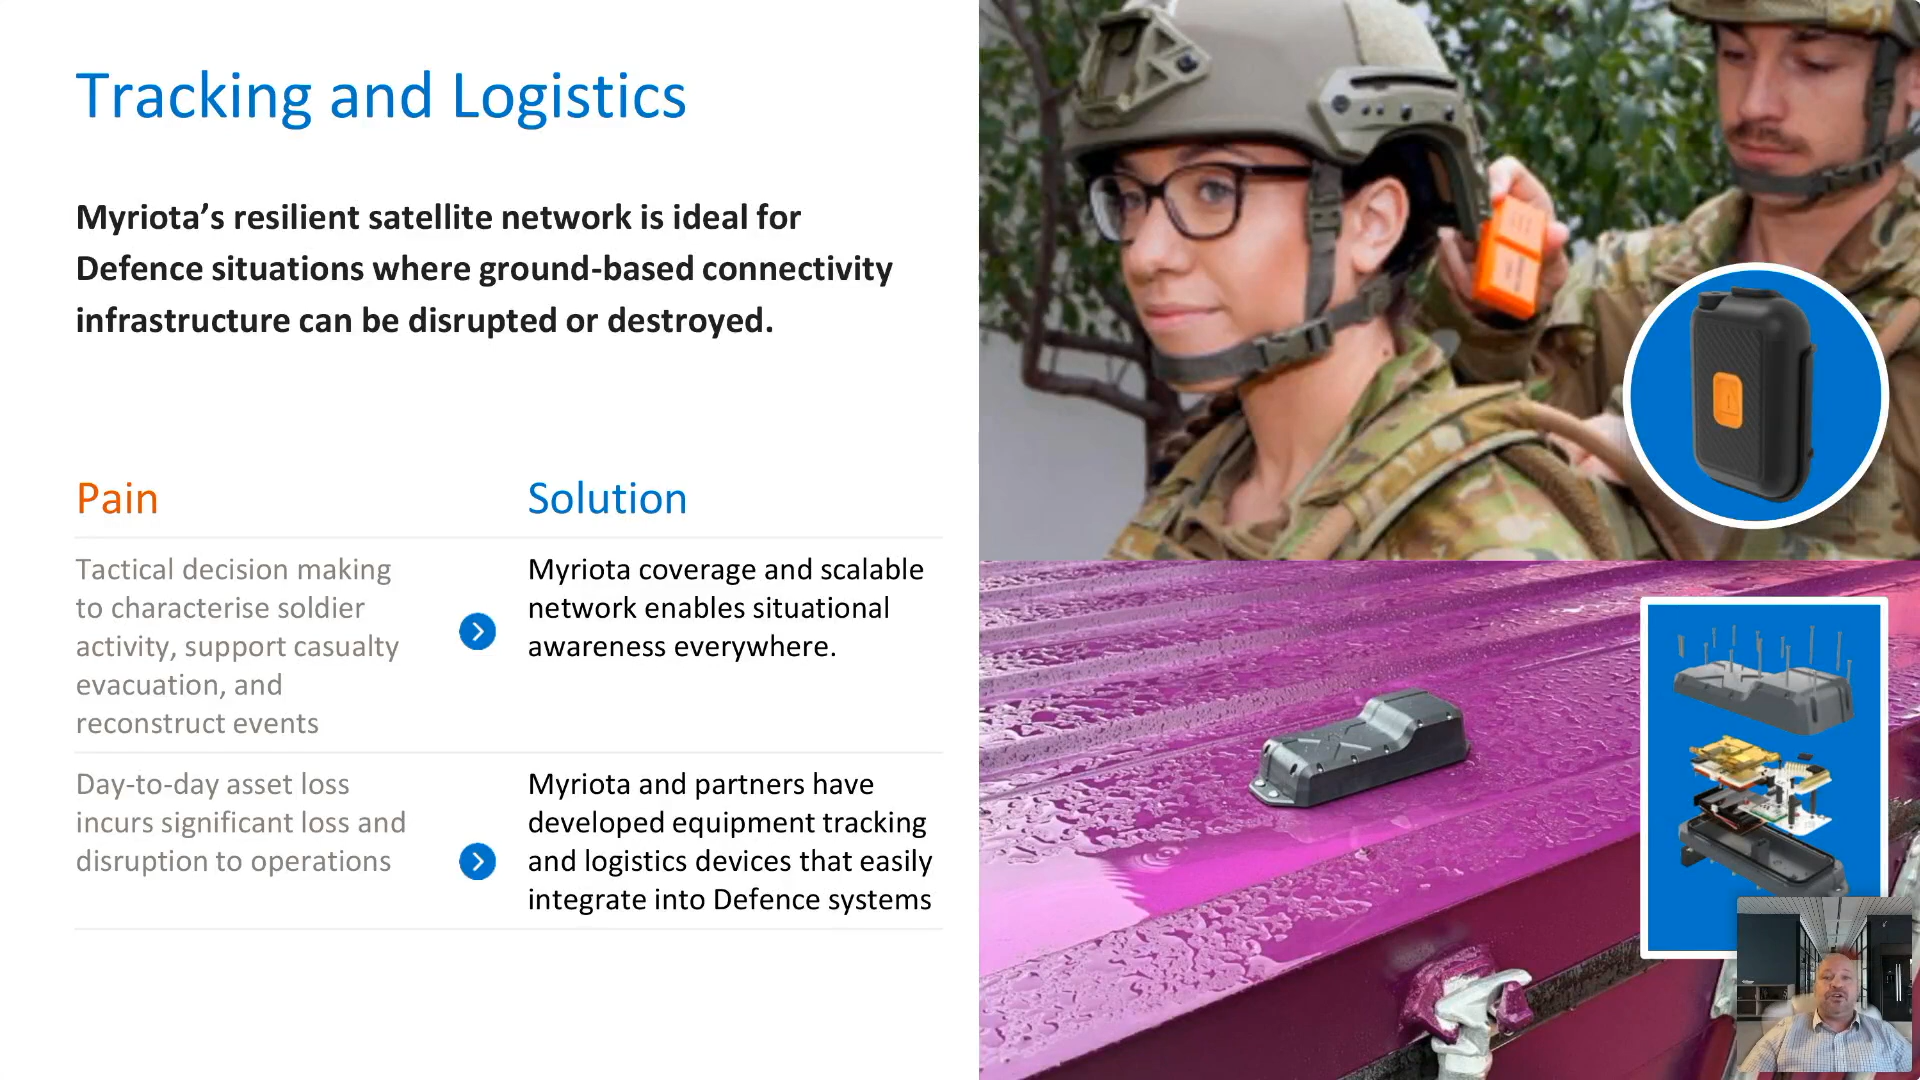 Tracking and Logistics
Myriota’s resilient satellite network is ideal for
Defence situations where ground-based connectivity
infrastructure can be disrupted or destroyed.
Pain
Solution
Tactical decision making
to characterise soldier
activity, support casualty
evacuation, and
reconstruct events
Myriota coverage and scalable
network enables situational
awareness everywhere.
Day-to-day asset loss
incurs significant loss and
disruption to operations
Myriota and partners have
developed equipment tracking
and logistics devices that easily
integrate into Defence systems